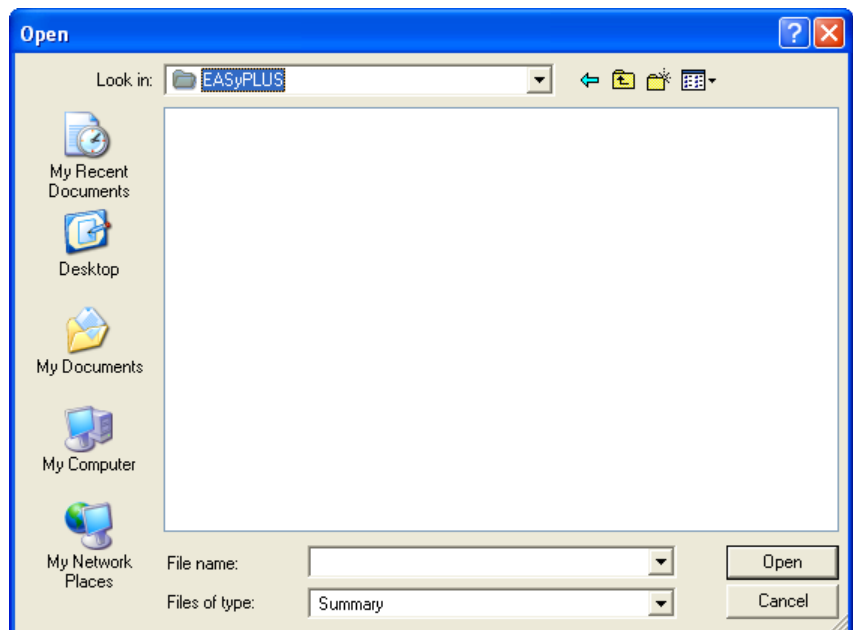 Open
Look in:
EASyPLUS
My Recent
Documents
Desktop
My Documents
My Computer
My Network
Places
File name:
Open
Files of type:
Summary
Cancel